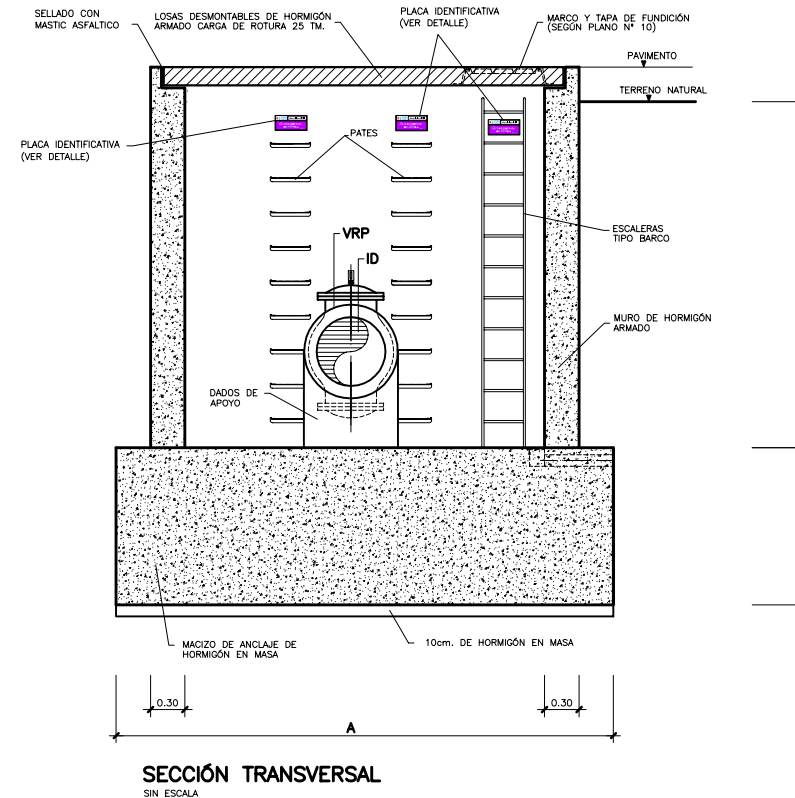 SELLADO CON
MASTIC ASFALTICO
LOSAS DESMONTABLES DE HORMIGÓN
ARMADO CARGA DE ROTURA 25 TM.
PLACA IDENTIFICATIVA
(VER DETALLE)
MARCO Y TAPA DE FUNDICIÓN
(SEGÚN PLANO Nº 10)
PAVIMENTO
TERRENO NATURAL
PLACA IDENTIFICATIVA
(VER DETALLE)
PATES
VRP
ID
ESCALERAS
TIPO BARCO
MURO DE HORMIGÓN
ARMADO
DADOS DE
APOYO
MACIZO DE ANCLAJE DE
HORMIGÓN EN MASA
10cm. DE HORMIGÓN EN MASA
0.30
0.30
A
SECCIÓN TRANSVERSAL
SIN ESCALA